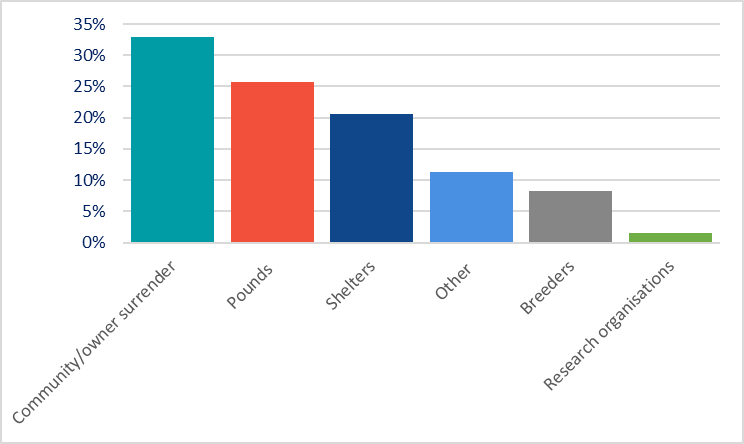 35%
30%
25%
20%
15%
10%
5%
0%
Community/owner surrender
Pounds
Shelters
Other
Breeders
Research organisations